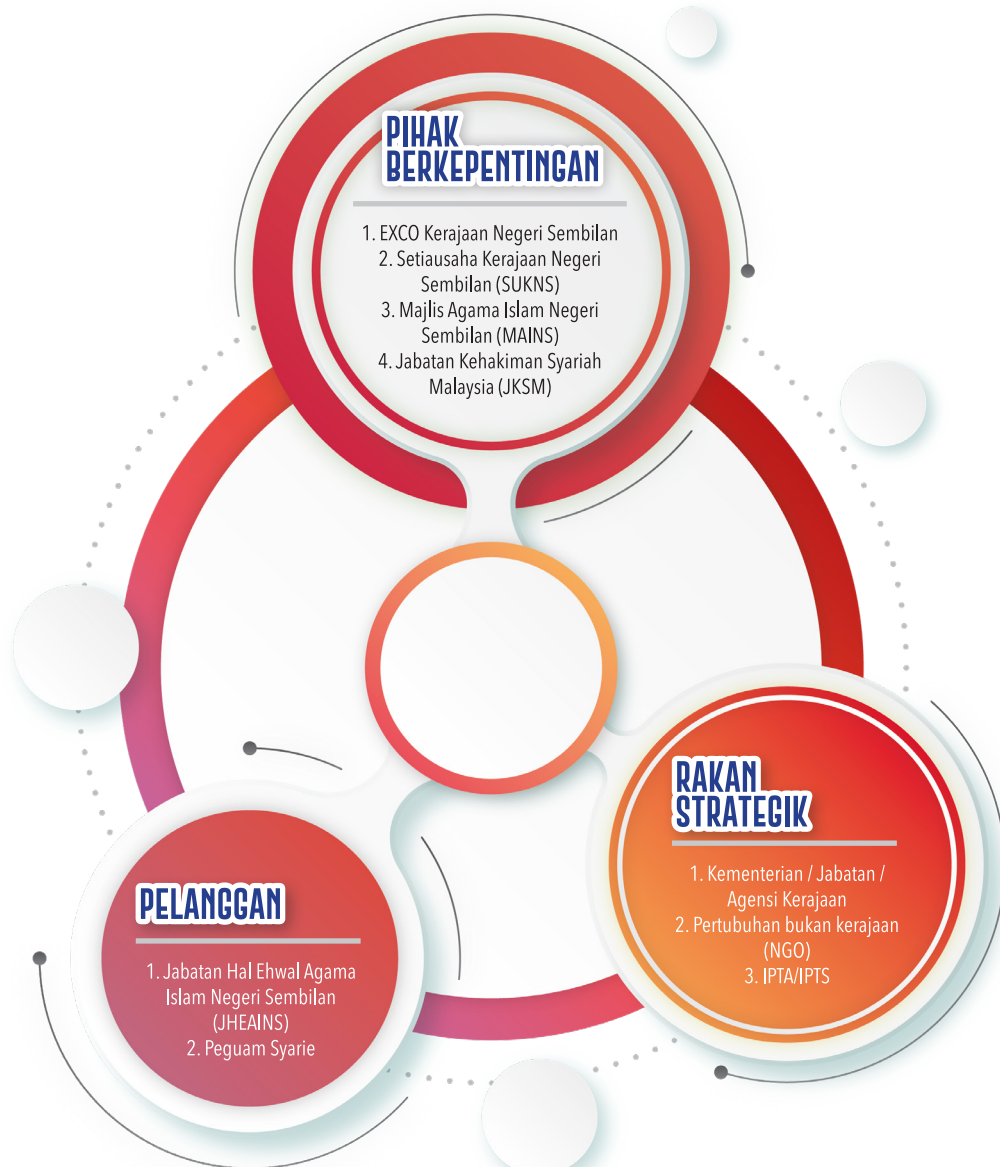 PIHAK
BERKEPENTINGAN
1. EXCO Kerajaan Negeri Sembilan
2. Setiausaha Kerajaan Negeri
Sembilan (SUKNS)
3. Majlis Agama Islam Negeri
Sembilan (MAINS)
4. Jabatan Kehakiman Syariah
Malaysia (JKSM)
RAKAN
STRATEGIK
1. Kementerian / Jabatan /
Agensi Kerajaan
2. Pertubuhan bukan kerajaan
(NGO)
3. IPTA/IPTS
PELANGGAN
1. Jabatan Hal Ehwal Agama
Islam Negeri Sembilan
(JHEAINS)
2. Peguam Syarie